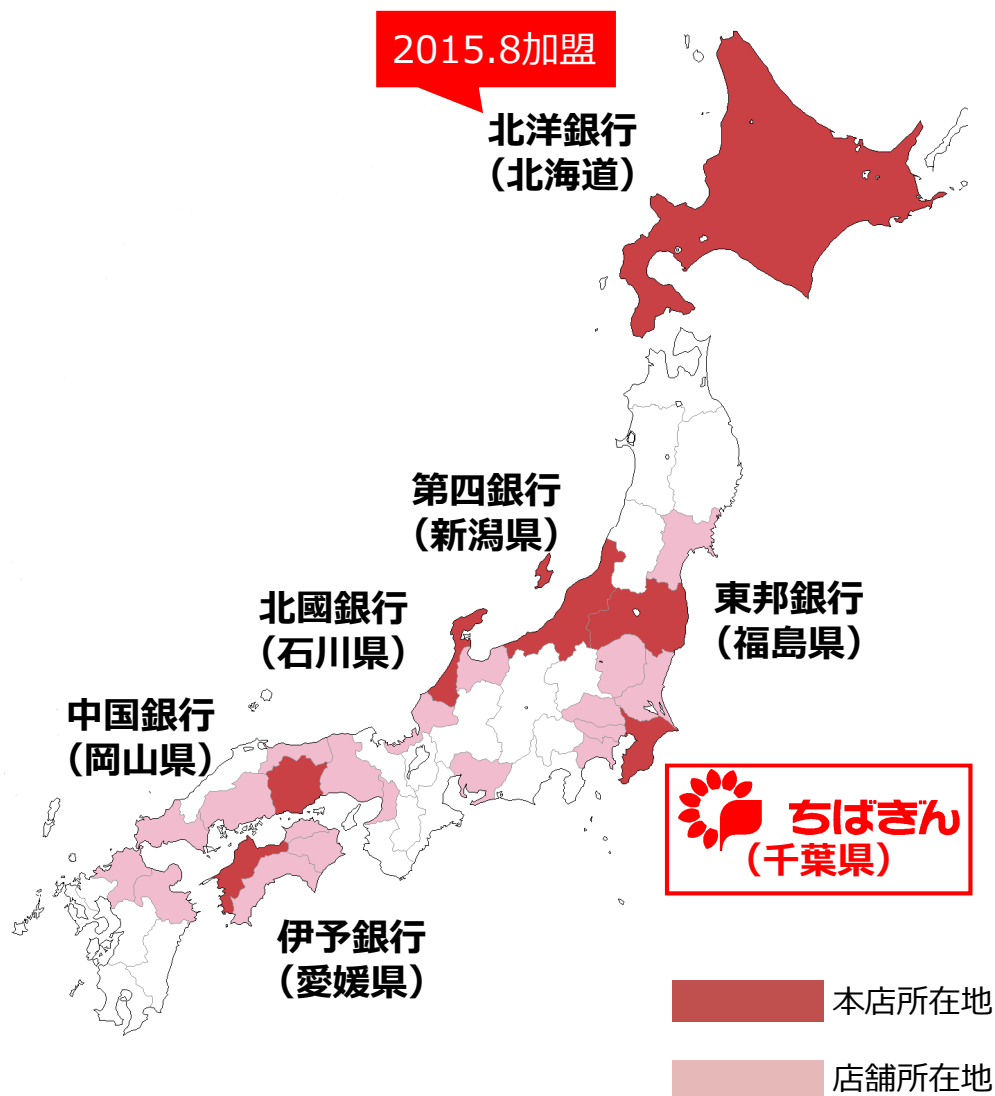 2015.8加盟
北洋銀行
（北海道）
第四銀行
（新潟県）
北國銀行
（石川県）
東邦銀行
（福島県）
中国銀行
（岡山県）
ちばぎん
（千葉県）
伊予銀行
（愛媛県）
本店所在地
店舗所在地